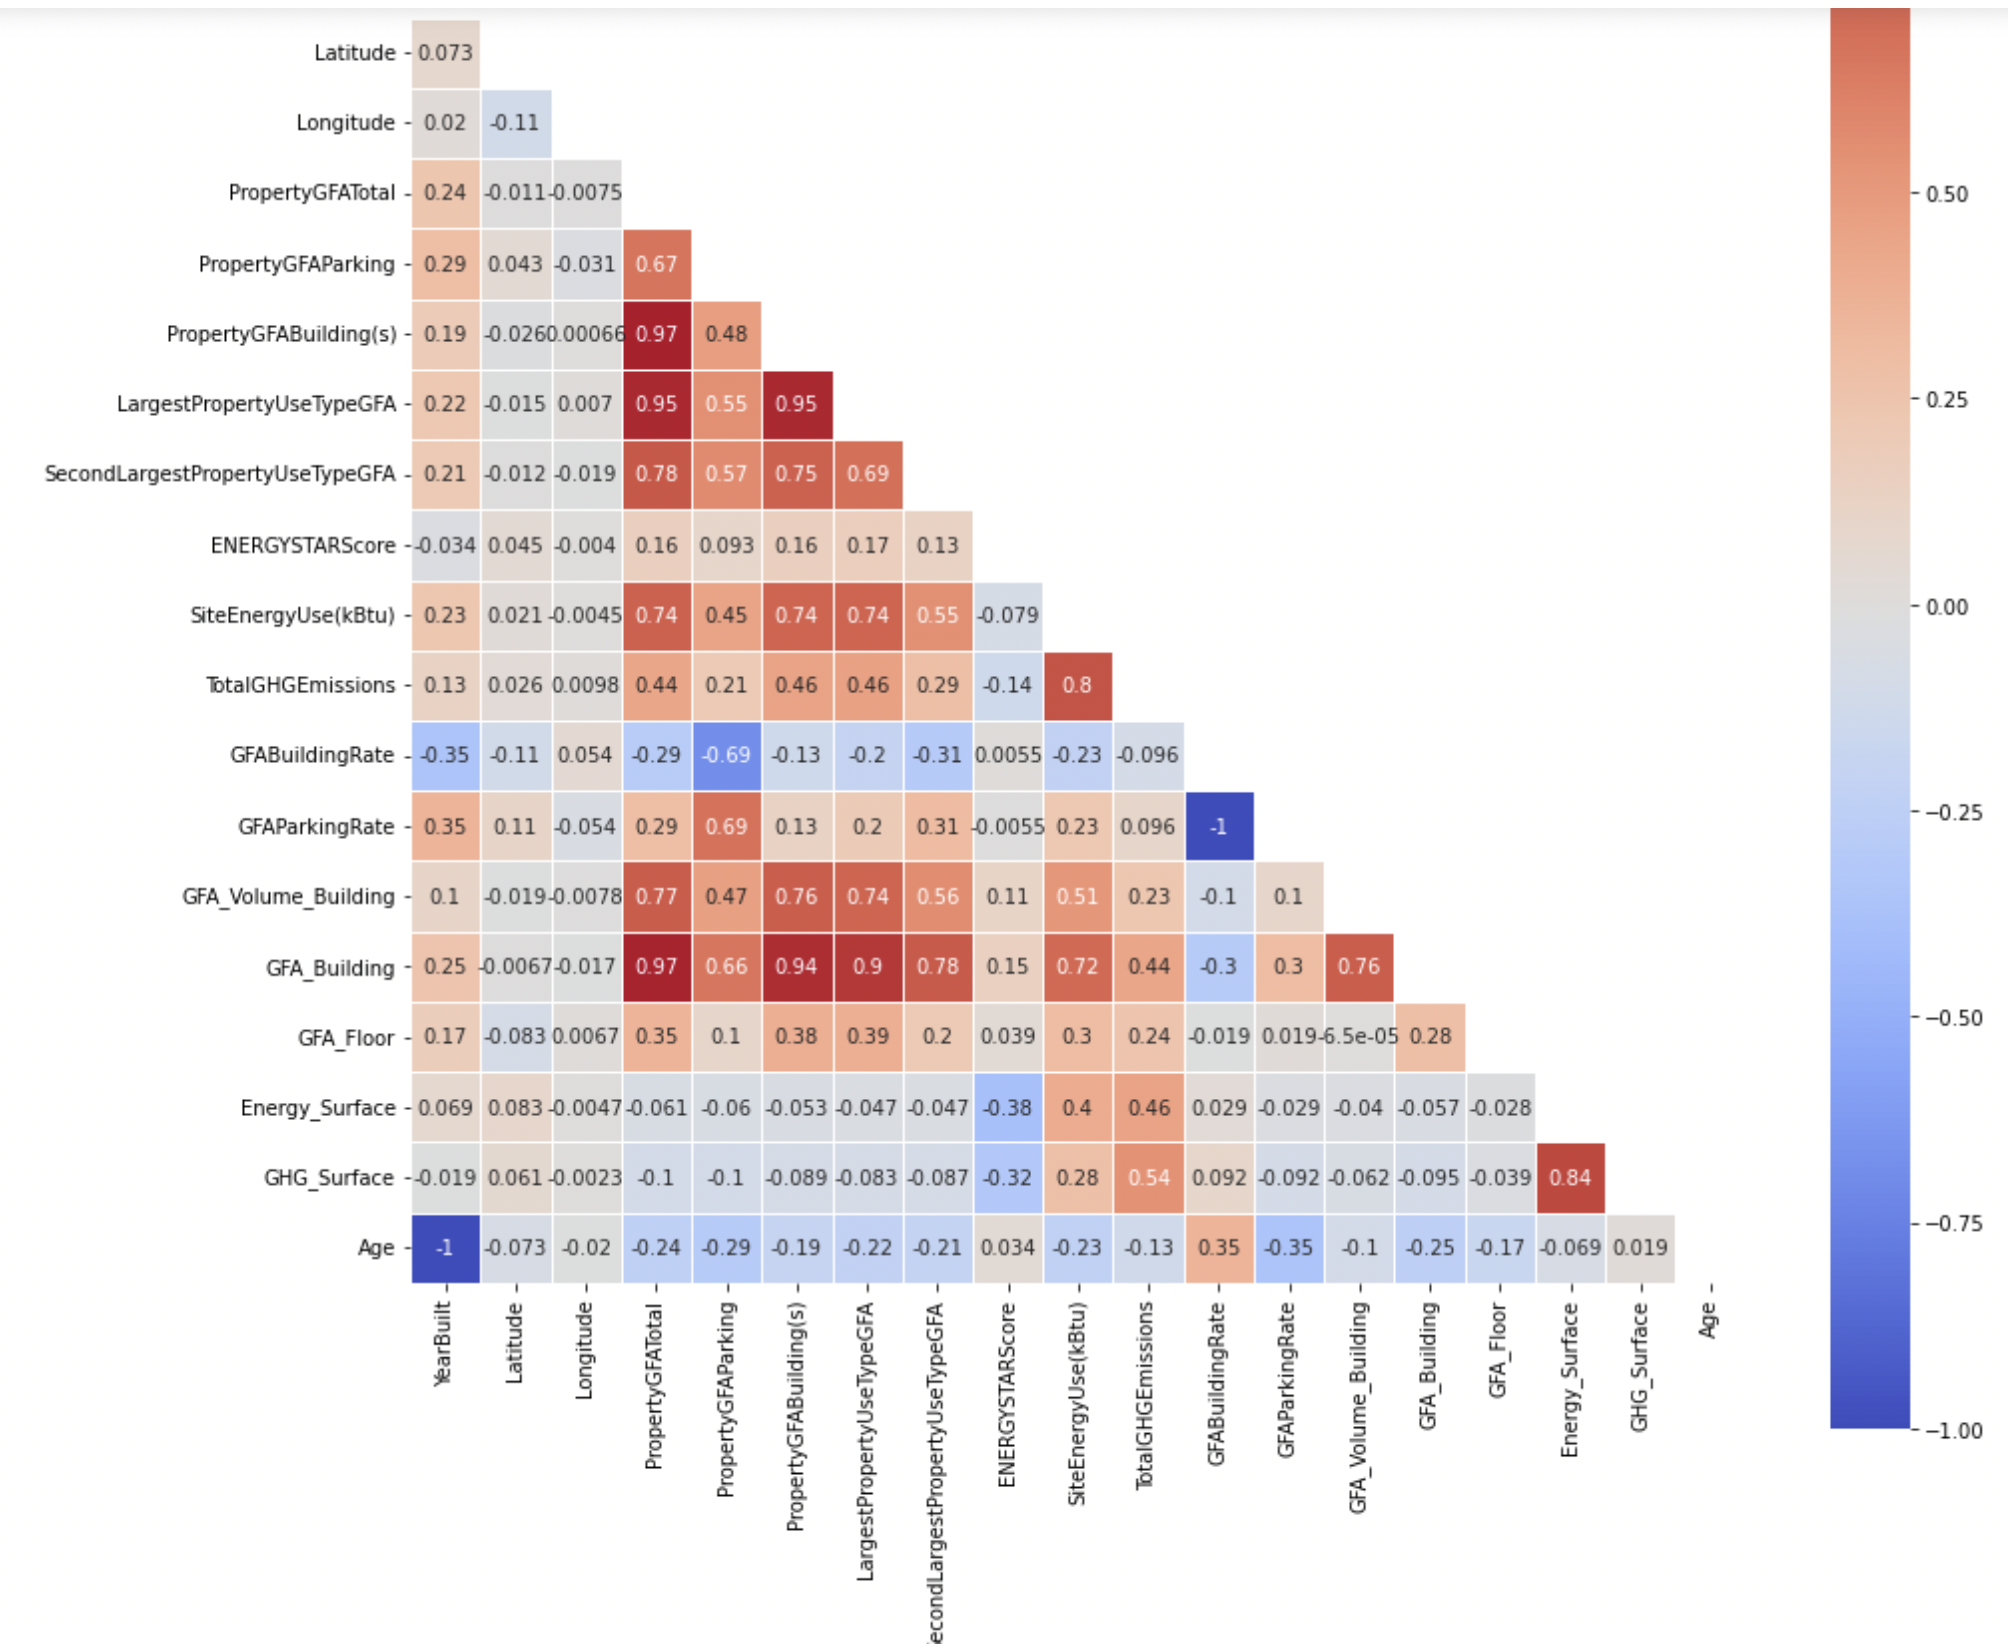 Latitude 0.073
Longitude 0.02 -0.11
PropertyGFATotal 0.24 -0.011 -0.0075
0.50
PropertyGFAParking 0.29 0.043 -0.031 0.67
PropertyGFABuilding(s) 0.19 -0.026 0.00066 0.97 0.48
LargestPropertyUseTypeGFA 0.22 -0.015 0.007 0.95 0.55 0.95
0.25
SecondLargestPropertyUseTypeGFA 0.21 -0.012 -0.019 0.78 0.57 0.75 0.69
ENERGYSTARScore -0.034 0.045 -0.004 0.16 0.093 0.16 0.17 0.13
0.00
SiteEnergyUse(kBtu) 0.23 0.021 -0.0045 0.74 0.45 0.74 0.74 0.55 -0.079
TotalGHGEmissions 0.13 0.026 0.0098 0.44 0.21 0.46 0.46 0.29 -0.14 0.8
GFABuildingRate -0.35 -0.11 0.054 -0.29 -0.69 -0.13 -0.2 -0.31 0.0055 -0.23 -0.096
-0.25
GFAParkingRate 0.35 0.11 -0.054 0.29 0.69 0.13 0.2 0.31 -0.0055 0.23 0.096 -1
GFA_Volume_Building 0.1 -0.019 -0.0078 0.77 0.47 0.76 0.74 0.56 0.11 0.51 0.23 -0.1 0.1
GFA_Building 0.25 -0.0067 -0.017 0.97 0.66 0.94 0.9 0.78 0.15 0.72 0.44 -0.3 0.3 0.76
-0.50
GFA_Floor 0.17 -0.083 0.0067 0.35 0.1 0.38 0.39 0.2 0.039 0.3 0.24 -0.019 0.019 -6.5e-05 0.28
Energy_Surface 0.069 0.083 -0.0047 -0.061 -0.06 -0.053 -0.047 -0.047 -0.38 0.4 0.46 0.029 -0.029 -0.04 -0.057 -0.028
GHG_Surface -0.019 0.061 -0.0023 -0.1 -0.1 -0.089 -0.083 -0.087 -0.32 0.28 0.54 0.092 -0.092 -0.062 -0.095 -0.039 0.84
-0.75
Age -1 -0.073 -0.02 -0.24 -0.29 -0.19 -0.22 -0.21 0.034 -0.23 -0.13 0.35 -0.35 -0.1 -0.25 -0.17 -0.069 0.019
-1.00
YearBuilt
Latitude
Longitude
PropertyGFATotal
PropertyGFAParking
PropertyGFABuilding(s)
LargestPropertyUseTypeGFA
econdLargestPropertyUseTypeGFA
ENERGYSTARScore
SiteEnergyUse(kBtu)
TotalGHGEmissions
GFABuildingRate
GFAParkingRate
GFA_Volume_Building
GFA_Building
GFA_Floor
Energy_Surface
GHG_Surface
Age